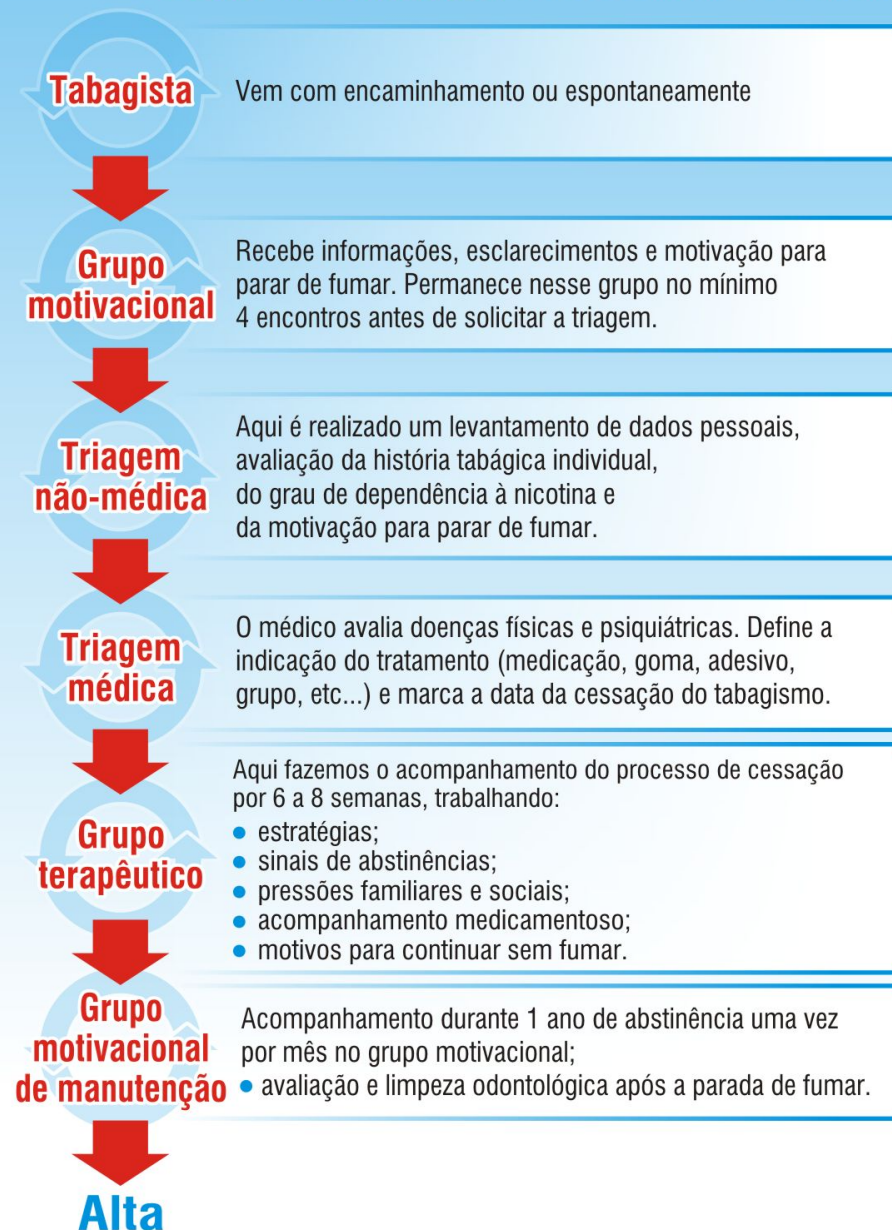 Tabagista
Vem com encaminhamento ou espontaneamente
Grupo
motivacional
Recebe informações, esclarecimentos e motivação para
parar de fumar. Permanece nesse grupo no mínimo
4 encontros antes de solicitar a triagem.
Triagem
não-médica
Aqui é realizado um levantamento de dados pessoais,
avaliação da história tabágica individual,
do grau de dependência à nicotina e
da motivação para parar de fumar.
Triagem
médica
O médico avalia doenças físicas e psiquiátricas. Define a
indicação do tratamento (medicação, goma, adesivo,
grupo, etc...) e marca a data da cessação do tabagismo.
Grupo
terapêutico
Aqui fazemos o acompanhamento do processo de cessação
por 6 a 8 semanas, trabalhando:
• estratégias;
• sinais de abstinências;
• pressões familiares e sociais;
• acompanhamento medicamentoso;
• motivos para continuar sem fumar.
Grupo
motivacional
de manutenção
Acompanhamento durante 1 ano de abstinência uma vez
por mês no grupo motivacional;
• avaliação e limpeza odontológica após a parada de fumar.
Alta